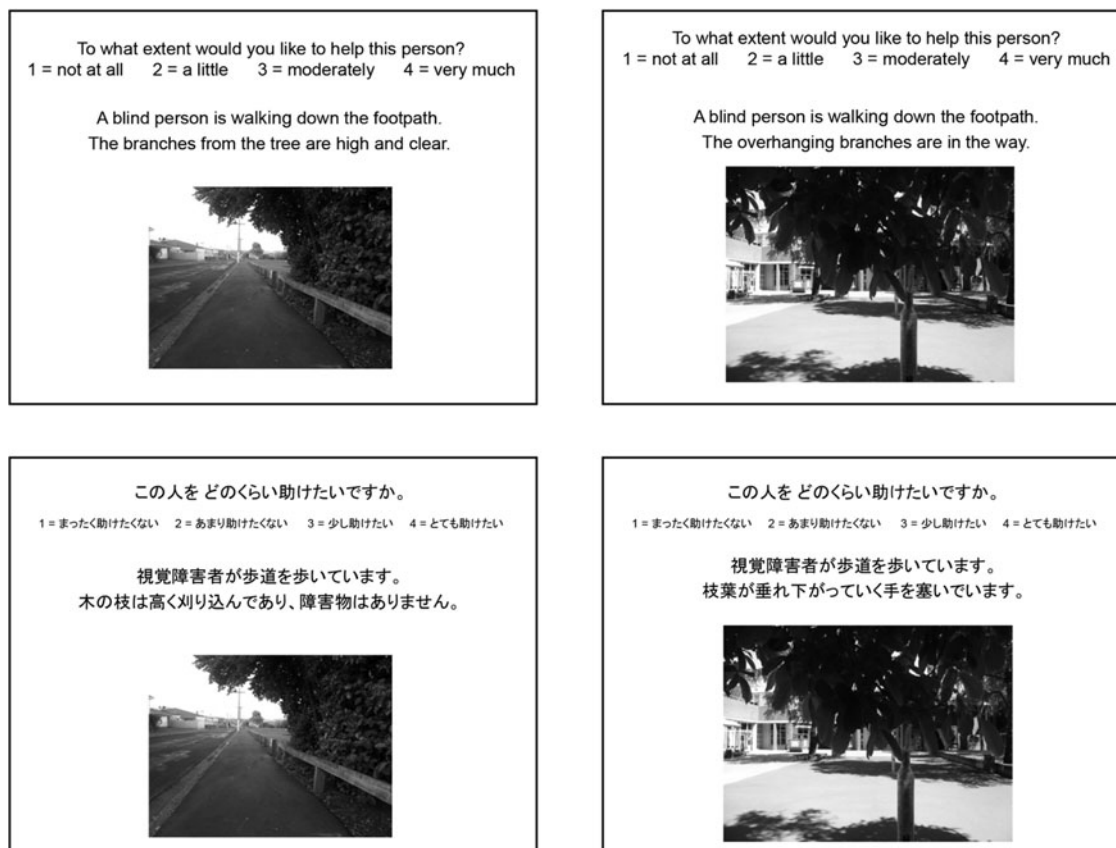 To what extent would you like to help this person?
1 = not at all 2 = a little 3 = moderately 4 = very much
A blind person is walking down the footpath.
The branches from the tree are high and clear.
To what extent would you like to help this person?
1 = not at all 2 = a little 3 = moderately 4 = very much
A blind person is walking down the footpath.
The overhanging branches are in the way.
この人を どのくらい助けたいですか。
1 = まったく助けたくない 2 = あまり助けたくない 3 = 少し助けたい 4 = とても助けたい
視覚障害者が歩道を歩いています。
木の枝は高く刈り込んであり、障害物はありません。
この人を どのくらい助けたいですか。
1 = まったく助けたくない 2 = あまり助けたくない 3 = 少し助けたい 4 = とても助けたい
視覚障害者が歩道を歩いています。
枝葉が垂れ下がっていく手を塞いでいます。